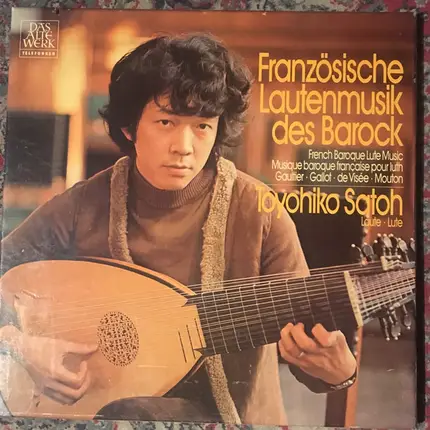 DAS
ALTE
WERK
TELEFUNKEN
Französische
Lautenmusik
des Barock
French Baroque Lute Music
Musique baroque française pour luth
Gautier · Gallot · de Visée · Mouton
Toyohiko Satoh
Laute · Lute